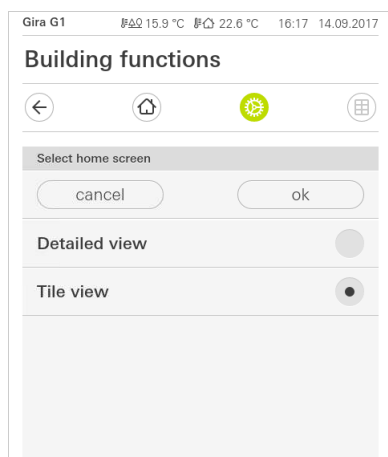 Gira G1 15.9 °C 22.6 °C 16:17 14.09.2017
Building functions
Select home screen
cancel ok
Detailed view
Tile view